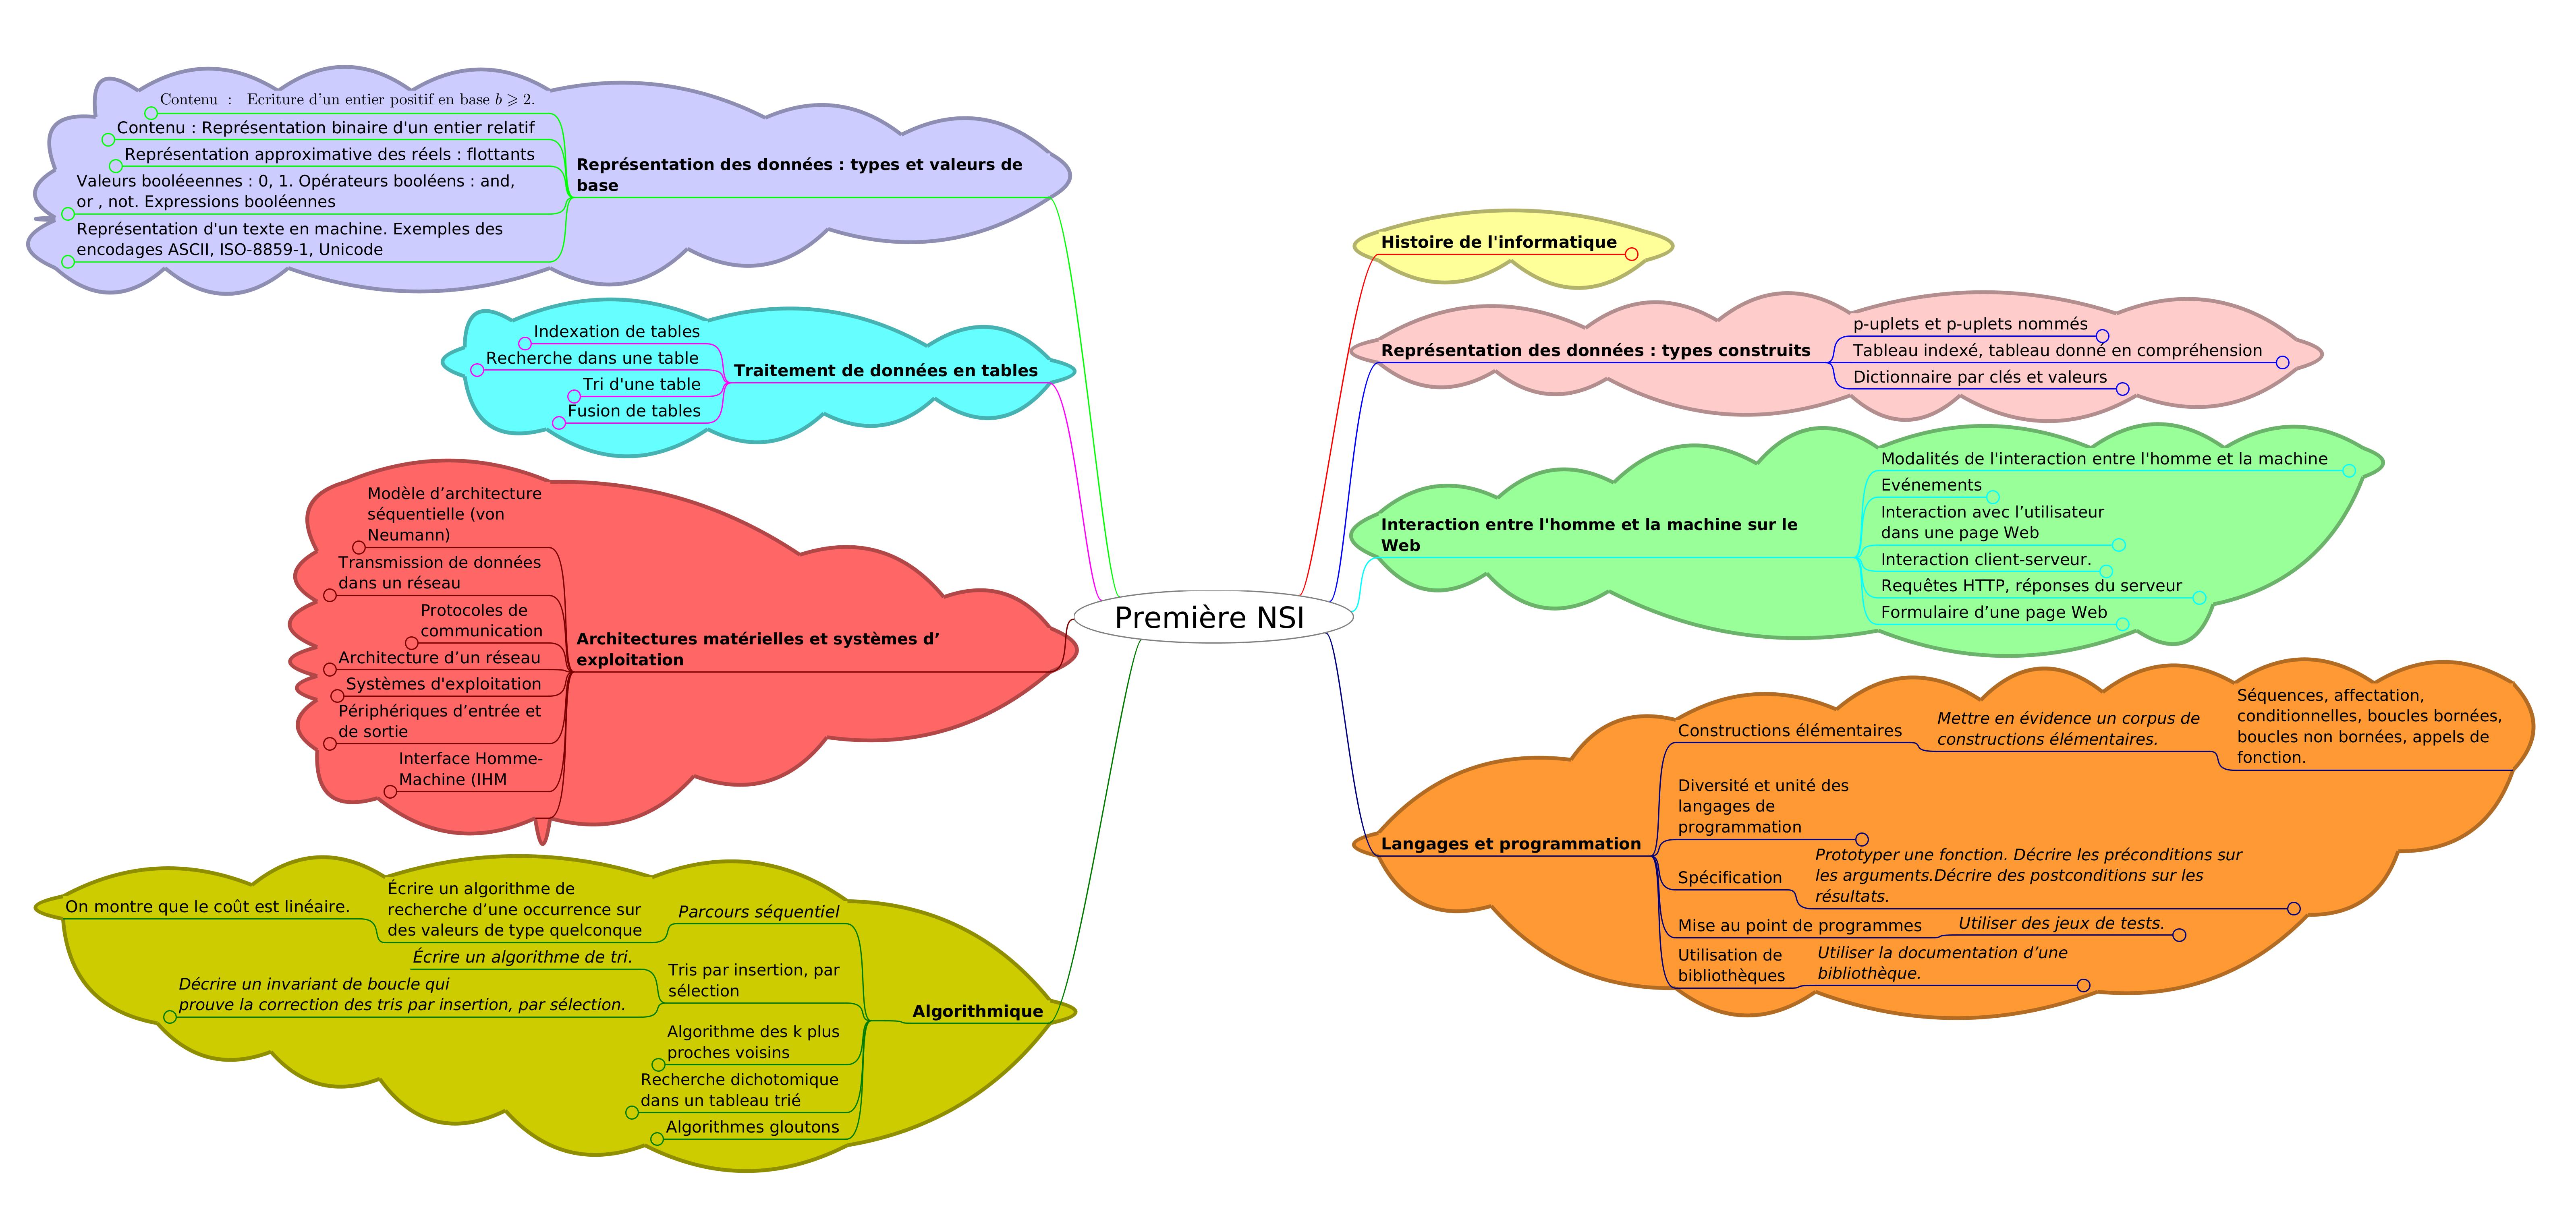 Première NSI
Contenu : Ecriture d’un entier positif en base b ⩾ 2.
Contenu : Représentation binaire d'un entier relatif
Représentation approximative des réels : flottants
Valeurs booléeennes : 0, 1. Opérateurs booléens : and,
or , not. Expressions booléennes
Représentation d'un texte en machine. Exemples des
encodages ASCII, ISO-8859-1, Unicode
Représentation des données : types et valeurs de
base
Indexation de tables
Recherche dans une table
Tri d'une table
Fusion de tables
Traitement de données en tables
Modèle d’architecture
séquentielle (von
Neumann)
Transmission de données
dans un réseau
Protocoles de
communication
Architecture d’un réseau
Systèmes d'exploitation
Périphériques d’entrée et
de sortie
Interface Homme-
Machine (IHM
Architectures matérielles et systèmes d’
exploitation
On montre que le coût est linéaire.
Écrire un algorithme de
recherche d’une occurrence sur
des valeurs de type quelconque
Parcours séquentiel
Écrire un algorithme de tri.
Décrire un invariant de boucle qui
prouve la correction des tris par insertion, par sélection.
Tris par insertion, par
sélection
Algorithme des k plus
proches voisins
Recherche dichotomique
dans un tableau trié
Algorithmes gloutons
Algorithmique
Histoire de l'informatique
Représentation des données : types construits
p-uplets et p-uplets nommés
Tableau indexé, tableau donné en compréhension
Dictionnaire par clés et valeurs
Interaction entre l'homme et la machine sur le
Web
Modalités de l'interaction entre l'homme et la machine
Evénements
Interaction avec l’utilisateur
dans une page Web
Interaction client-serveur.
Requêtes HTTP, réponses du serveur
Formulaire d’une page Web
Langages et programmation
Constructions élémentaires
Mettre en évidence un corpus de
constructions élémentaires.
Séquences, affectation,
conditionnelles, boucles bornées,
boucles non bornées, appels de
fonction.
Diversité et unité des
langages de
programmation
Spécification
Prototyper une fonction. Décrire les préconditions sur
les arguments.Décrire des postconditions sur les
résultats.
Mise au point de programmes
Utiliser des jeux de tests.
Utilisation de
bibliothèques
Utiliser la documentation d’une
bibliothèque.